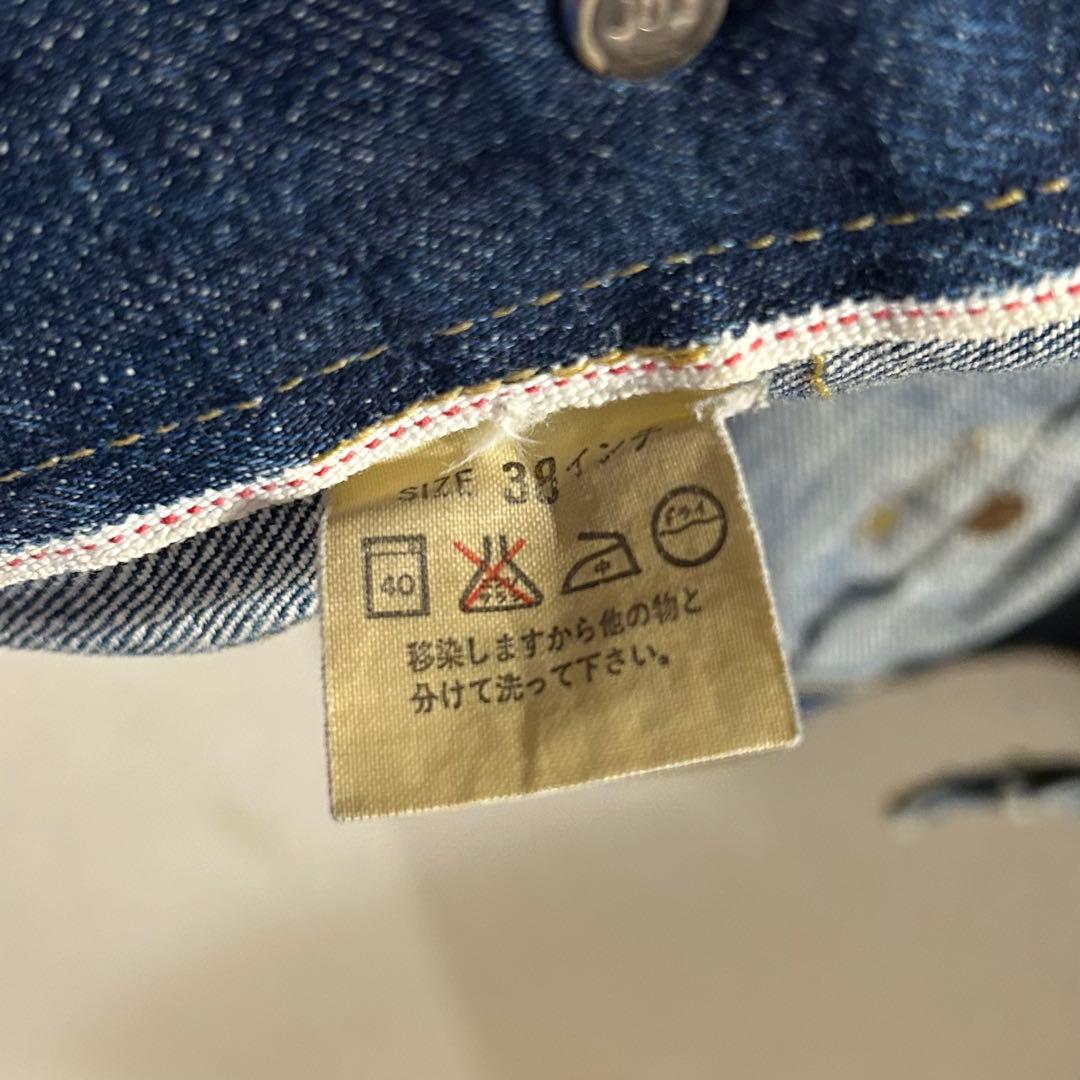 SIZE 38インチ
40 中 ドライ
移染しますから他の物と
分けて洗って下さい。